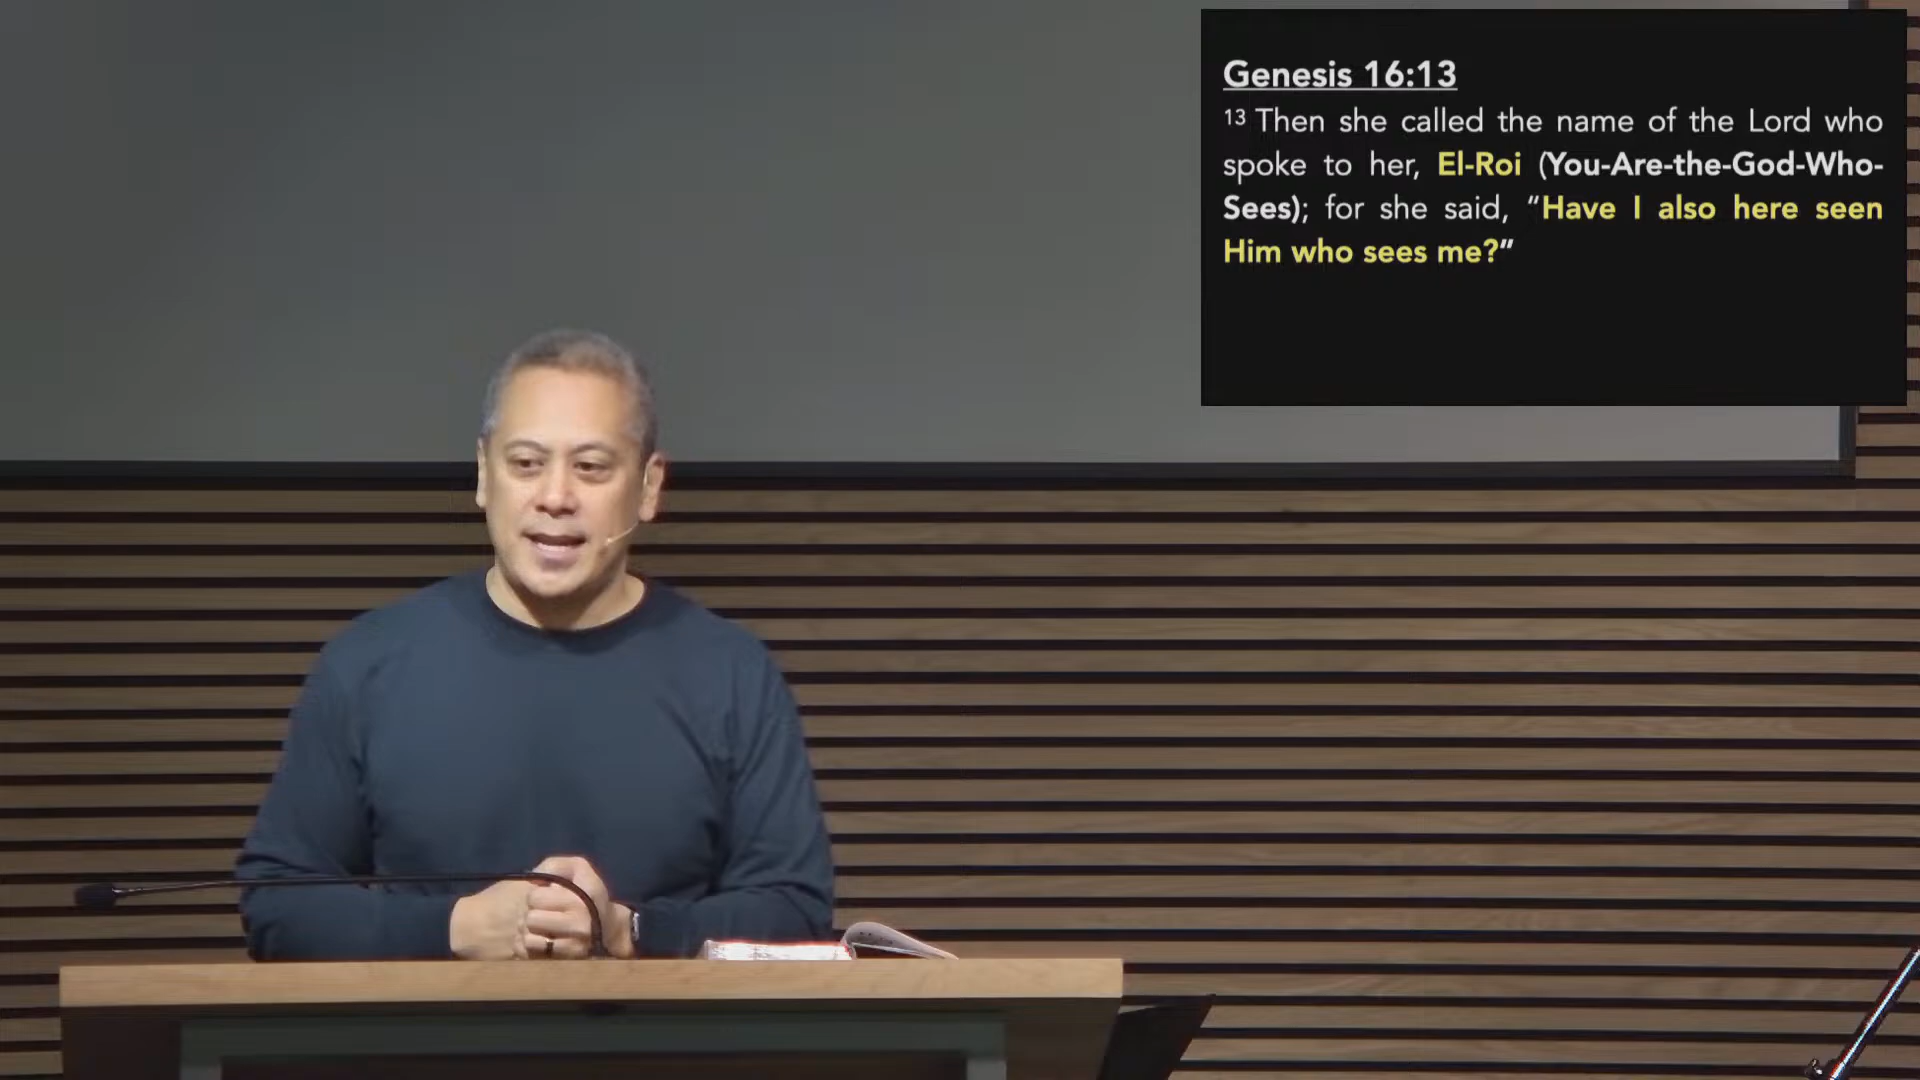 Genesis 16:13
13 Then she called the name of the Lord who
spoke to her, El-Roi (You-Are-the-God-Who-
Sees); for she said, “Have I also here seen
Him who sees me?”